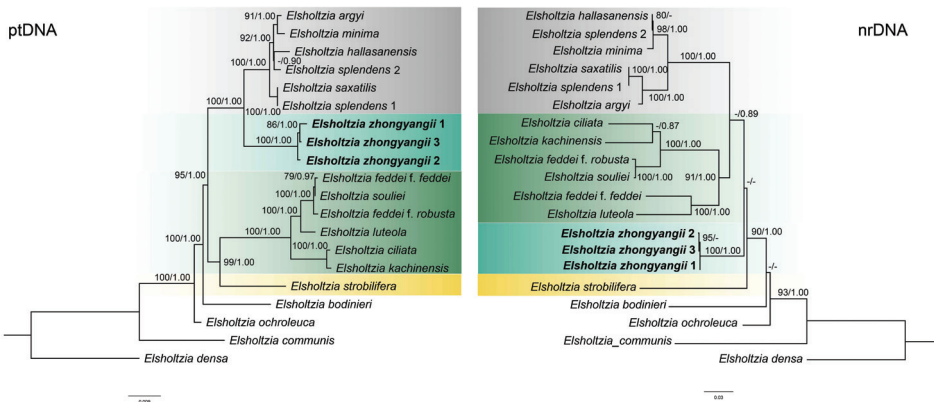 ptDNA
91/1.00
Elsholtzia argyi
92/1.00
Elsholtzia minima
Elsholtzia hallasanensis
-/0.90
Elsholtzia splendens 2
100/1.00
Elsholtzia saxatilis
100/1.00
Elsholtzia splendens 1
100/1.00
86/1.00
Elsholtzia zhongyangii 1
100/1.00
Elsholtzia zhongyangii 3
Elsholtzia zhongyangii 2
95/1.00
79/0.97
Elsholtzia feddei f. feddei
100/1.00
Elsholtzia souliei
100/1.00
Elsholtzia feddei f. robusta
100/1.00
Elsholtzia luteola
100/1.00
100/1.00
Elsholtzia ciliata
99/1.00
Elsholtzia kachinensis
100/1.00
Elsholtzia strobilifera
Elsholtzia bodinieri
Elsholtzia ochroleuca
Elsholtzia communis
Elsholtzia densa
nrDNA
Elsholtzia hallasanensis
80/-
Elsholtzia splendens 2
98/1.00
Elsholtzia minima
100/1.00
Elsholtzia saxatilis
100/1.00
Elsholtzia splendens 1
100/1.00
Elsholtzia argyi
-/0.89
Elsholtzia ciliata
-/0.87
Elsholtzia kachinensis
100/1.00
Elsholtzia feddei f. robusta
91/1.00
Elsholtzia souliei
100/1.00
-/-
Elsholtzia feddei f. feddei
Elsholtzia luteola
100/1.00
Elsholtzia zhongyangii 2
95/-
90/1.00
Elsholtzia zhongyangii 3
100/1.00
Elsholtzia zhongyangii 1
-/-
Elsholtzia strobilifera
93/1.00
Elsholtzia bodinieri
Elsholtzia ochroleuca
Elsholtzia_communis
Elsholtzia densa
0.03